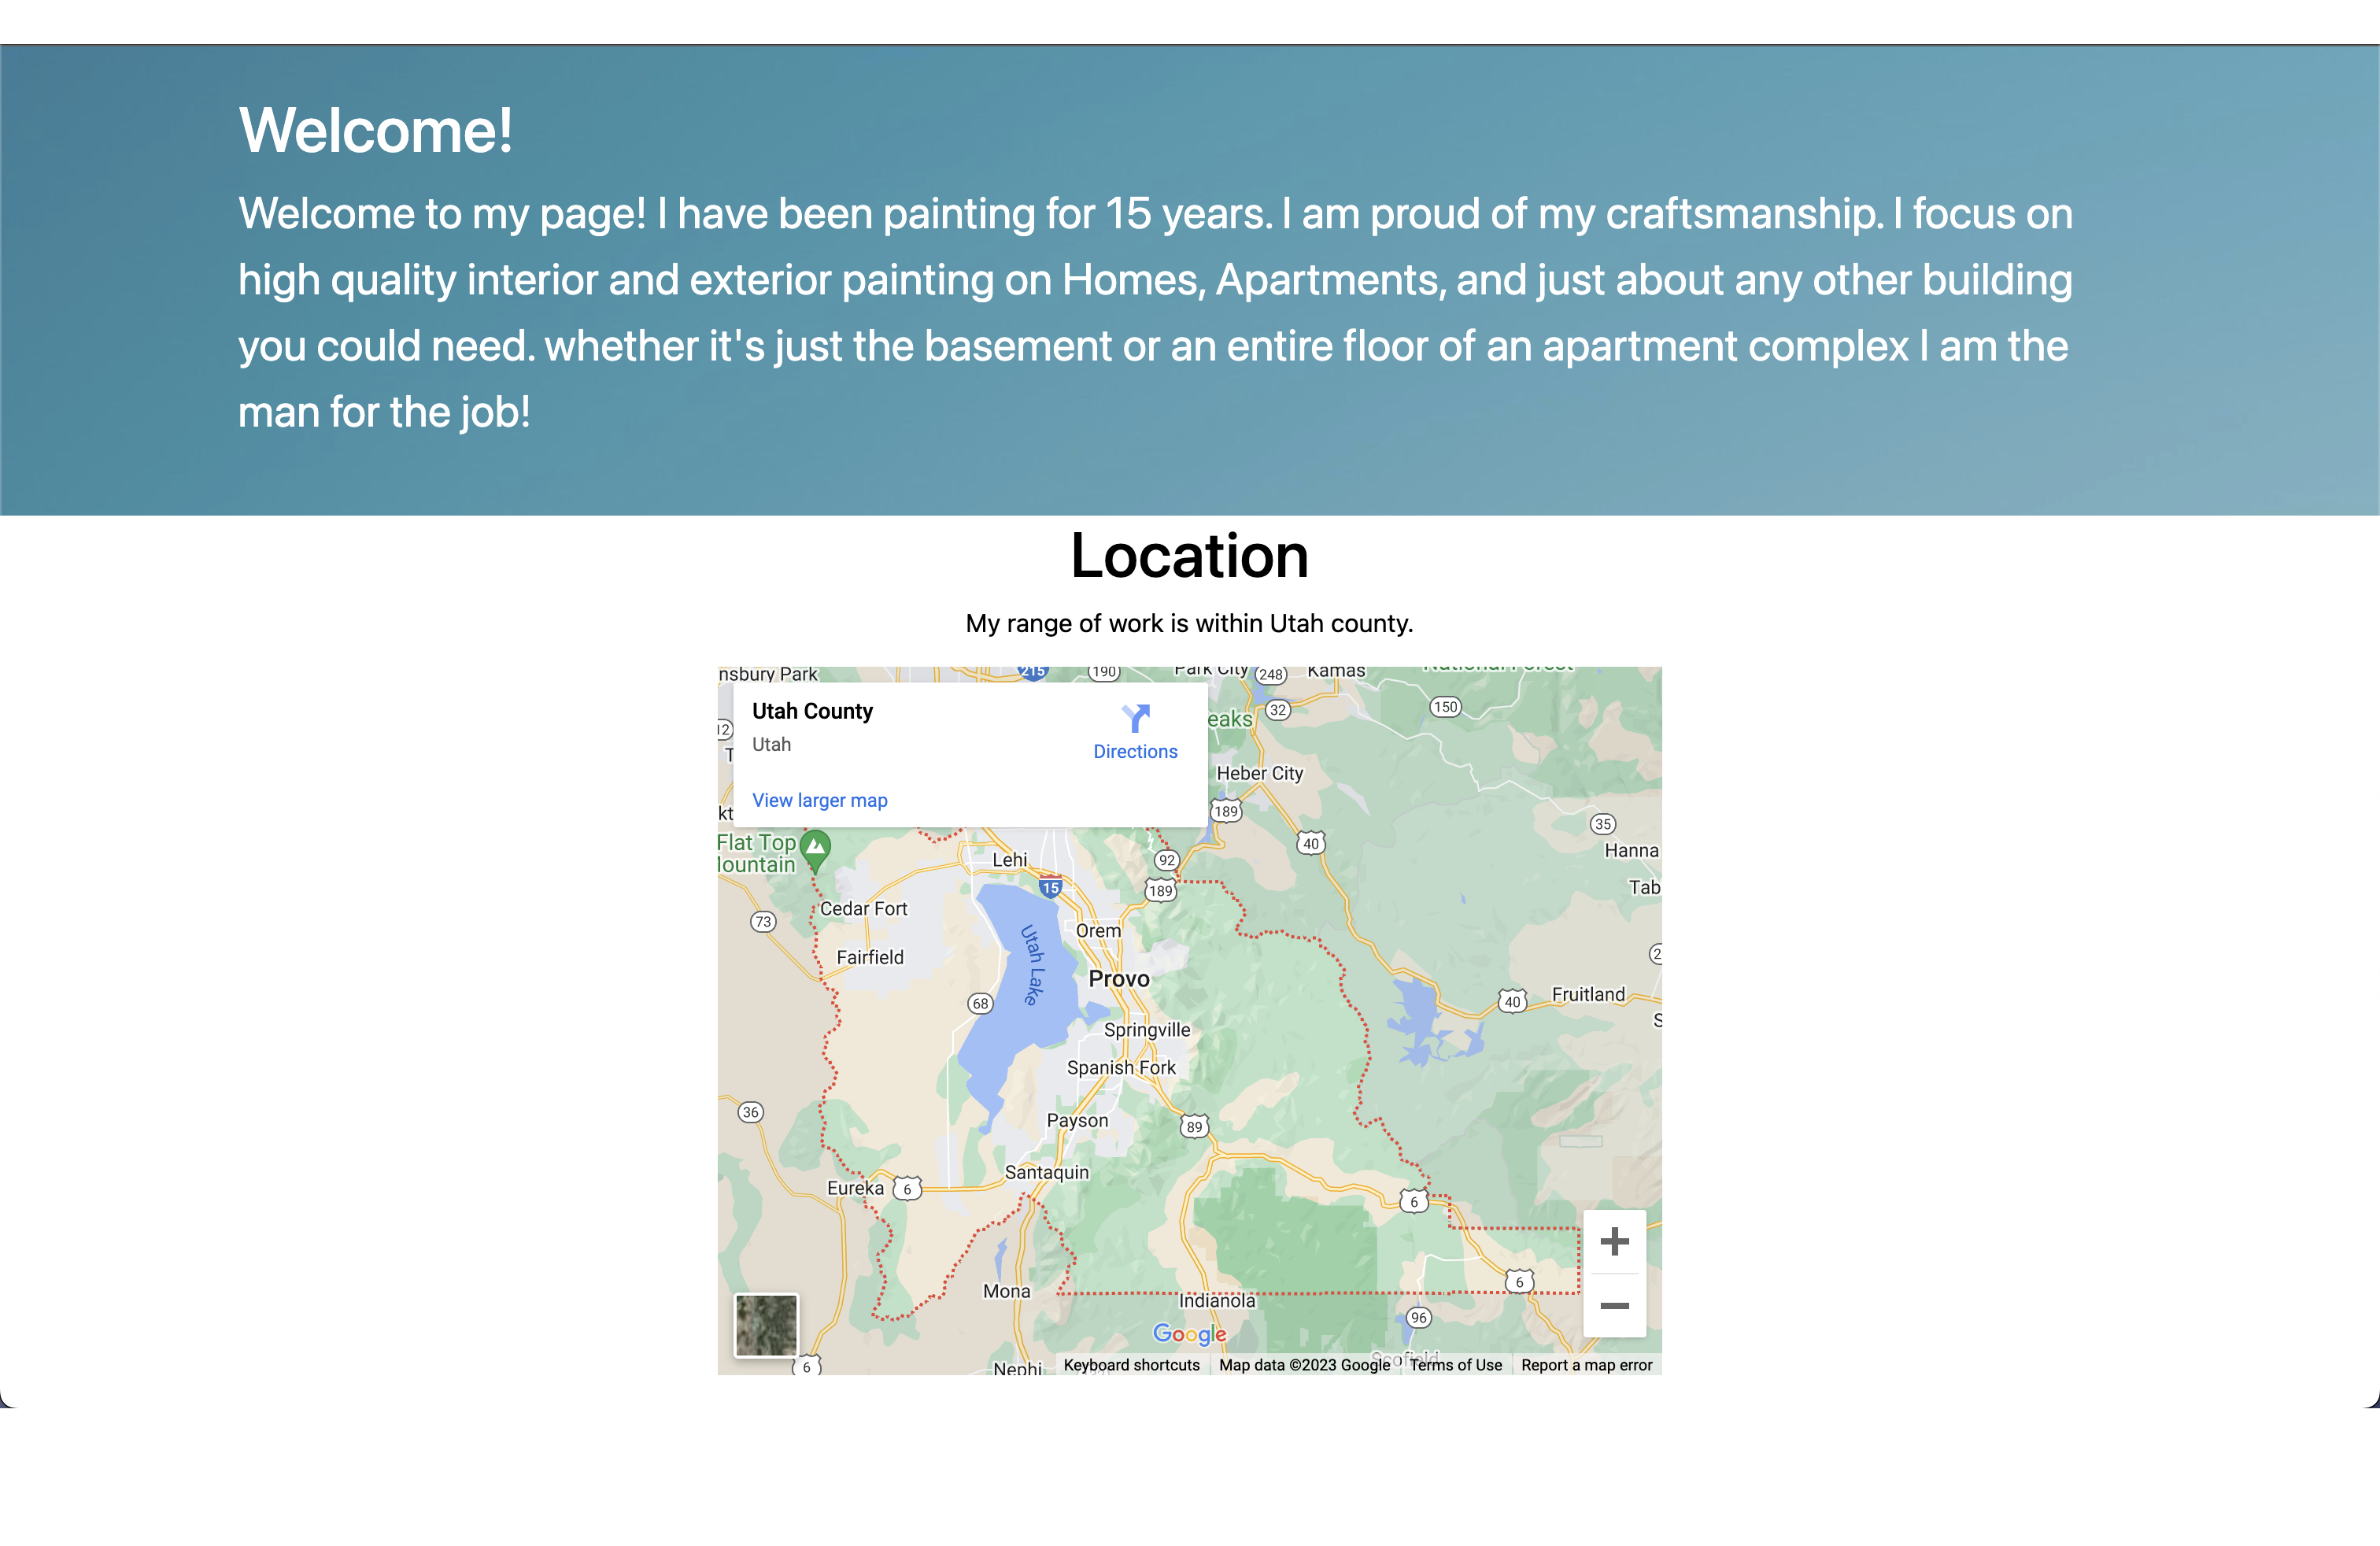 Welcome!
Welcome to my page! I have been painting for 15 years. I am proud of my craftsmanship. I focus on
high quality interior and exterior painting on Homes, Apartments, and just about any other building
you could need. whether it's just the basement or an entire floor of an apartment complex I am the
man for the job!
Location
My range of work is within Utah county.
nsbury Park
215
190
Park City
248
Kamas
National Forest
Utah County
Utah
Directions
View larger map
12
T
eaks
32
150
Heber City
kt
189
40
35
Hanna
Flat Top
Mountain
Lehi
92
15
189
Tab
Cedar Fort
73
Orem
Fairfield
Utah Lake
Provo
2
68
40
Fruitland
S
Springville
Spanish Fork
36
Payson
89
Santaquin
Eureka
6
6
Mona
Indianola
6
96
Google
6
Nephi
Scofield
Keyboard shortcuts
Map data ©2023 Google
Terms of Use
Report a map error